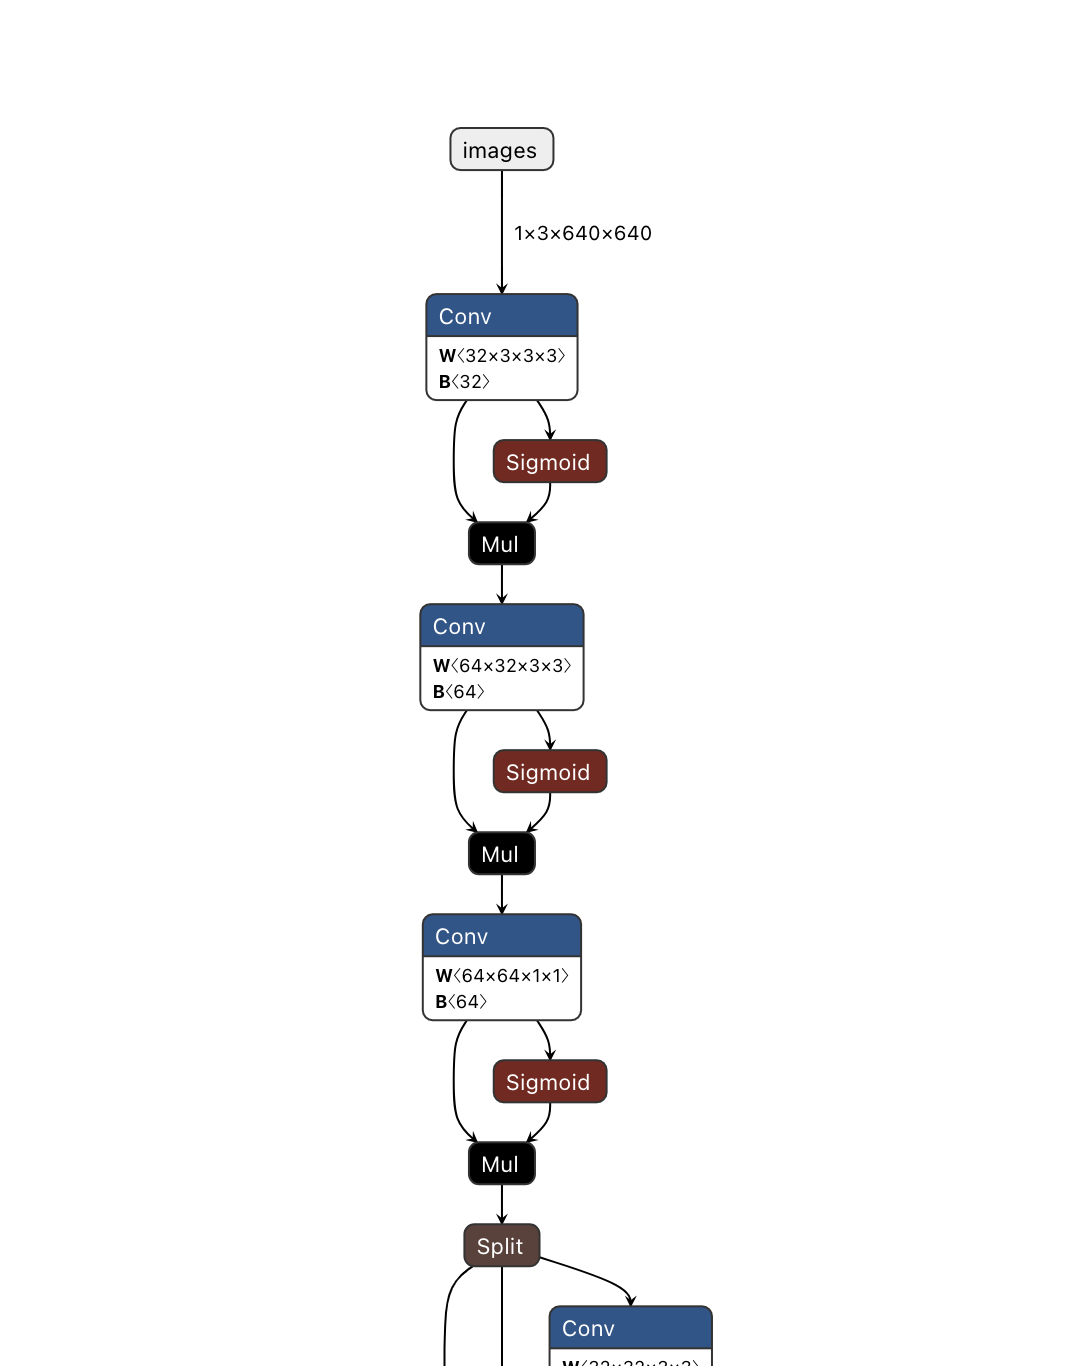 images
1×3×640×640
Conv
W〈32×3×3×3〉
B〈32〉
Sigmoid
Mul
Conv
W〈64×32×3×3〉
B〈64〉
Sigmoid
Mul
Conv
W〈64×64×1×1〉
B〈64〉
Sigmoid
Mul
Split
Conv